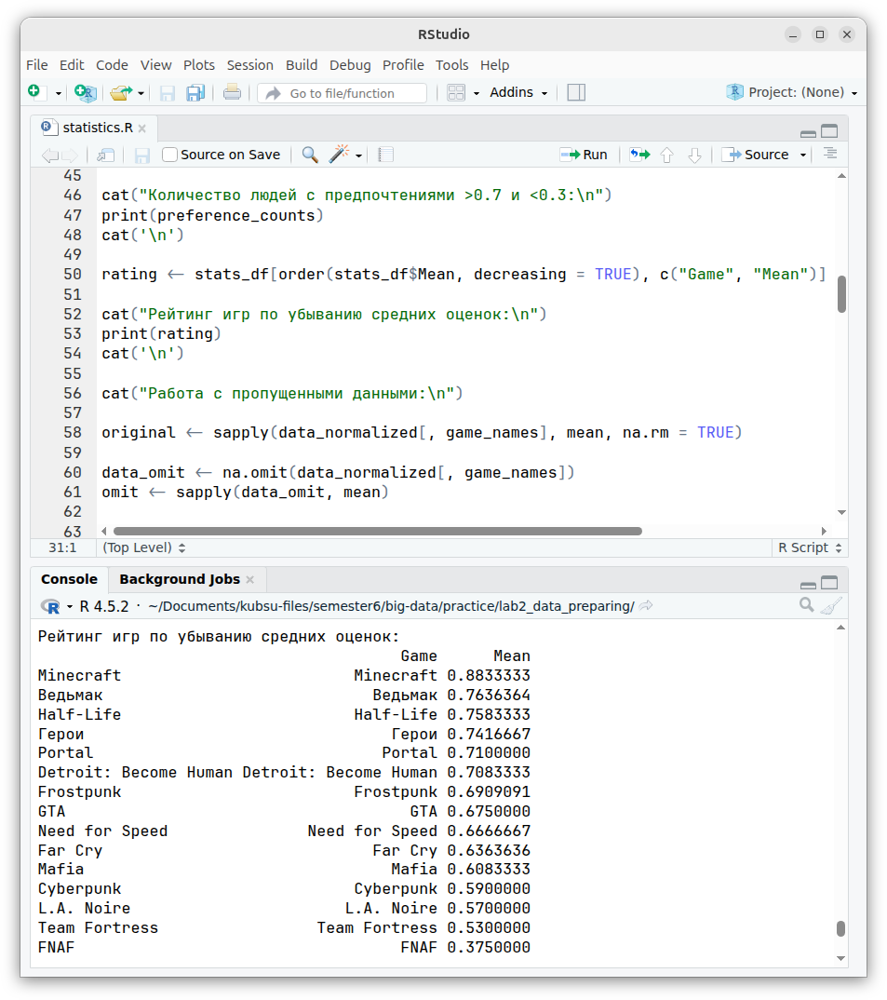 RStudio
File Edit Code View Plots Session Build Debug Profile Tools Help
Go to file/function Addins Project: (None)
statistics.R
Source on Save Run Source
45
46 cat("Количество людей с предпочтениями >0.7 и <0.3:\n")
47 print(preference_counts)
48 cat('\n')
49
50 rating <- stats_df[order(stats_df$Mean, decreasing = TRUE), c("Game", "Mean")]
51
52 cat("Рейтинг игр по убыванию средних оценок:\n")
53 print(rating)
54 cat('\n')
55
56 cat("Работа с пропущенными данными:\n")
57
58 original <- sapply(data_normalized[, game_names], mean, na.rm = TRUE)
59
60 data_omit <- na.omit(data_normalized[, game_names])
61 omit <- sapply(data_omit, mean)
62
63
31:1 (Top Level) R Script
Console Background Jobs
R 4.5.2 · ~/Documents/kubsu-files/semester6/big-data/practice/lab2_data_preparing/
Рейтинг игр по убыванию средних оценок:
Game Mean
Minecraft Minecraft 0.8833333
Ведьмак Ведьмак 0.7636364
Half-Life Half-Life 0.7583333
Герои Герои 0.7416667
Portal Portal 0.7100000
Detroit: Become Human Detroit: Become Human 0.7083333
Frostpunk Frostpunk 0.6909091
GTA GTA 0.6750000
Need for Speed Need for Speed 0.6666667
Far Cry Far Cry 0.6363636
Mafia Mafia 0.6083333
Cyberpunk Cyberpunk 0.5900000
L.A. Noire L.A. Noire 0.5700000
Team Fortress Team Fortress 0.5300000
FNAF FNAF 0.3750000